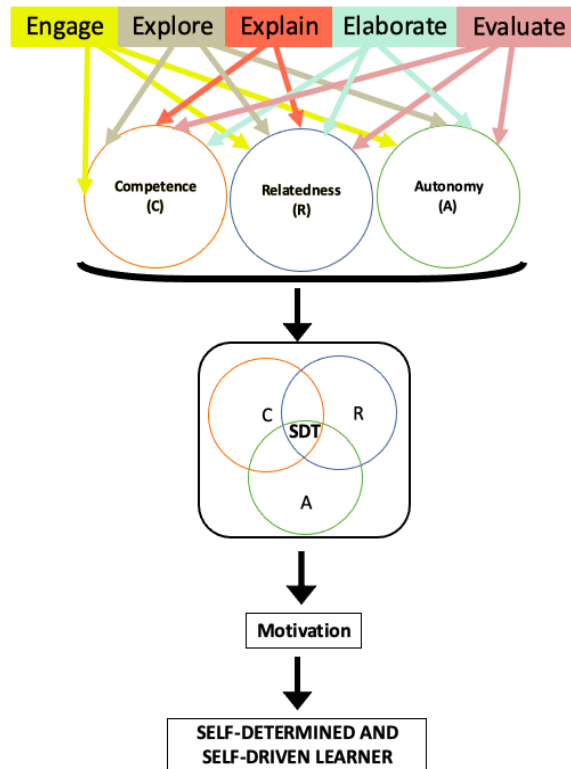 Engage Explore Explain Elaborate Evaluate
Competence Relatedness Autonomy
(C) (R) (A)
C R
SDT
A
Motivation
SELF-DETERMINED AND
SELF-DRIVEN LEARNER